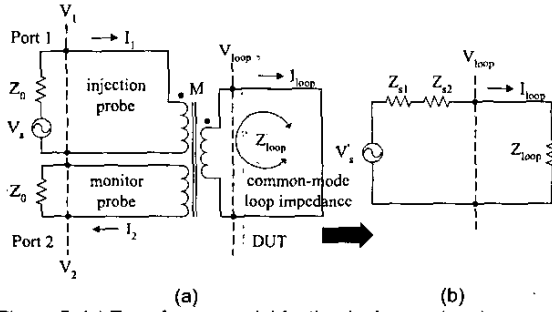 V1
Port 1
I1
Z0
injection
probe
M
Vs
Z0
monitor
probe
Port 2
I2
V2
Vloop
Iloop
Zloop
common-mode
loop impedance
DUT
(a)
Vloop
Zs1 Zs2
Iloop
V's
Zloop
(b)